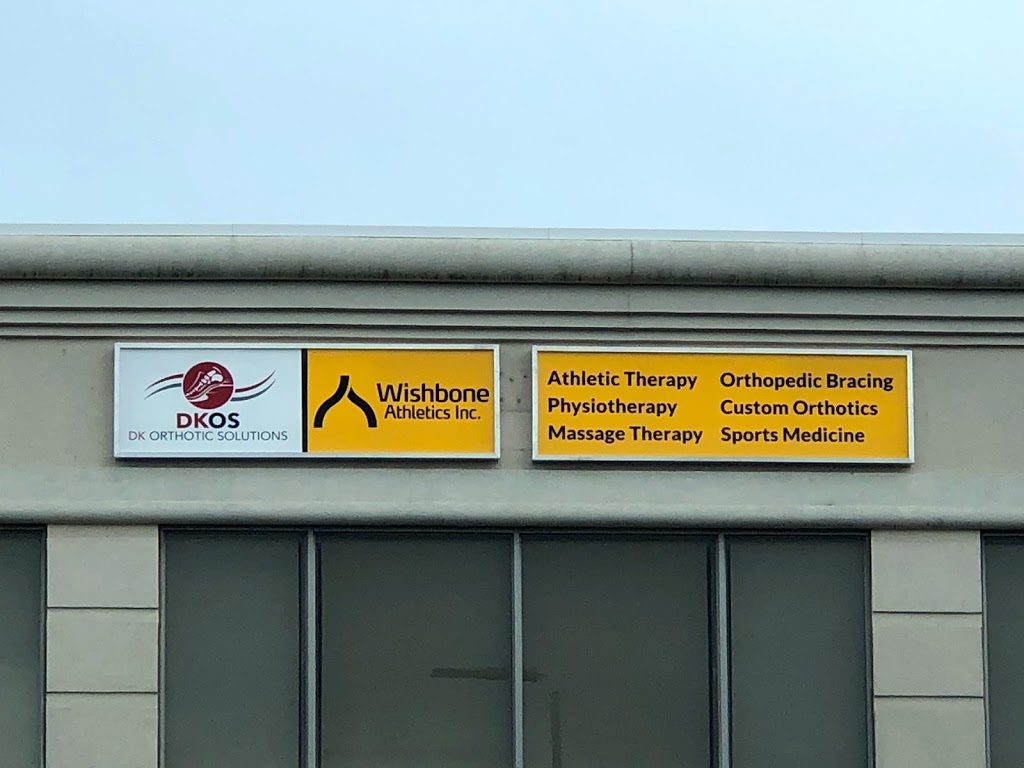 DKOS
DK ORTHOTIC SOLUTIONS
Wishbone
Athletics Inc.
Athletic Therapy
Physiotherapy
Massage Therapy
Orthopedic Bracing
Custom Orthotics
Sports Medicine